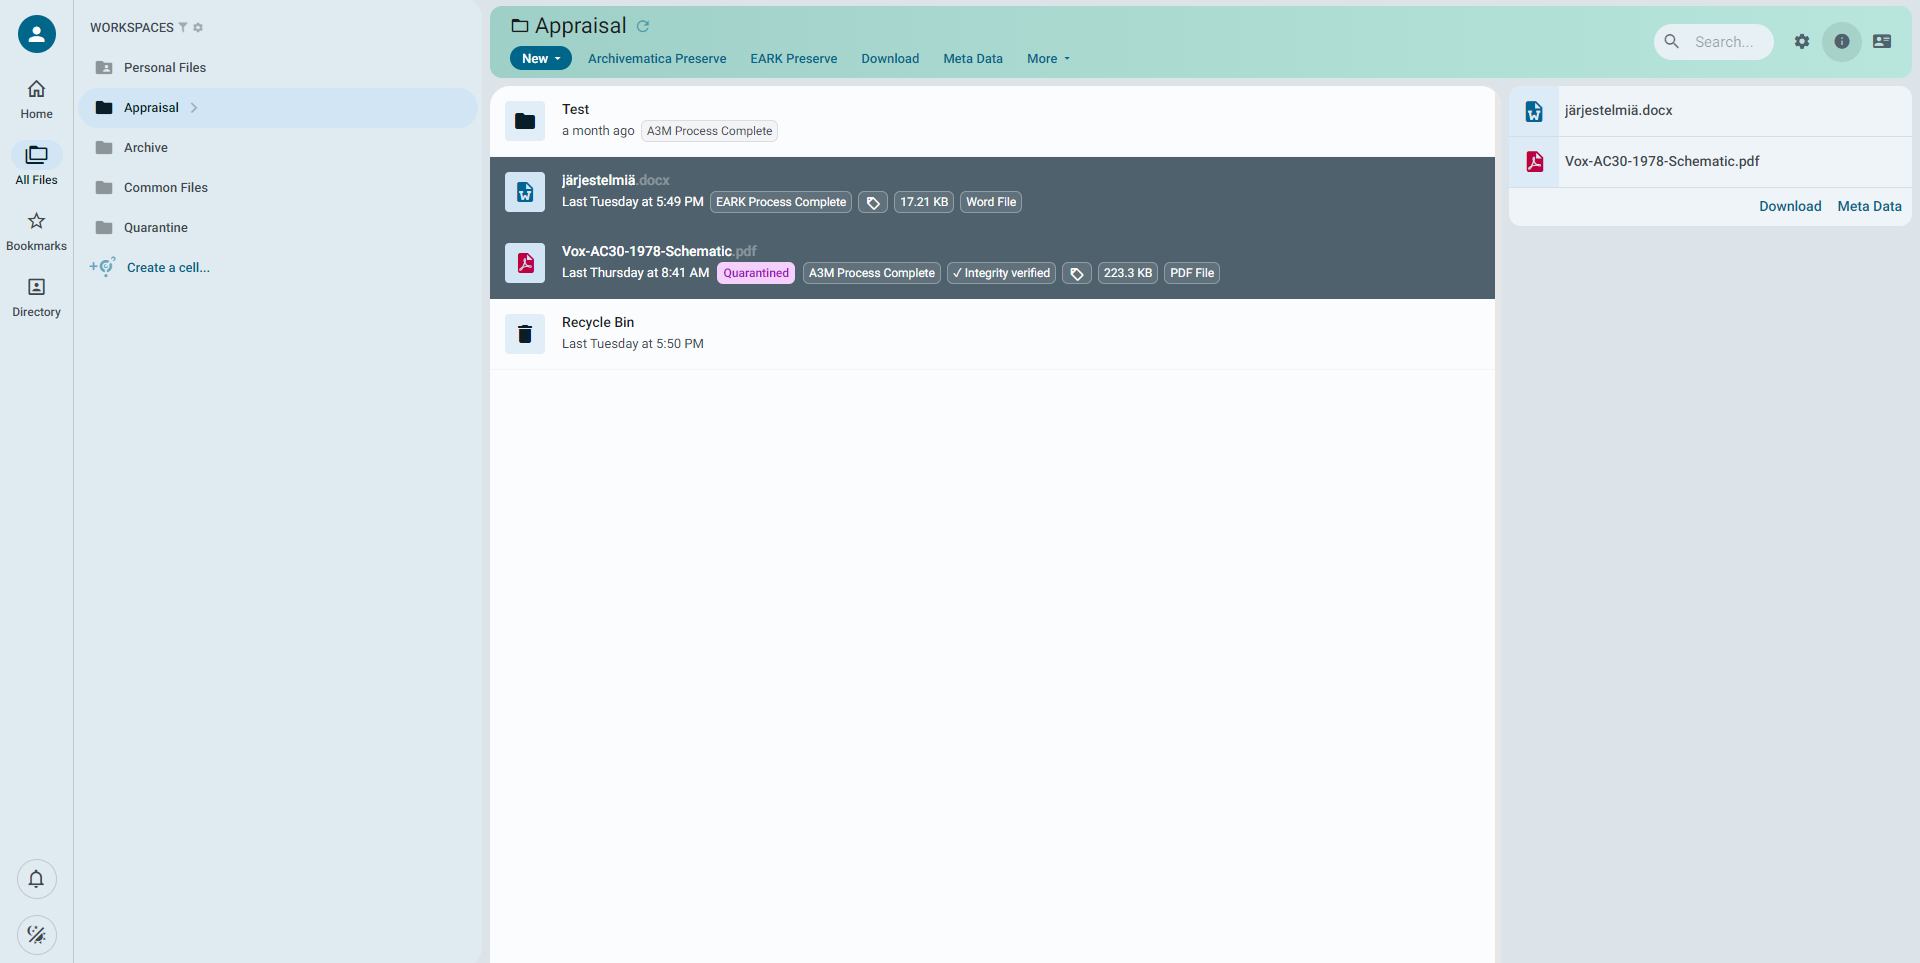 Home
All Files
Bookmarks
Directory
WORKSPACES
Personal Files
Appraisal
Archive
Common Files
Quarantine
Create a cell...
Appraisal
New Archivematica Preserve EARK Preserve Download Meta Data More
Search...
Test
a month ago A3M Process Complete
järjestelmiä.docx
Last Tuesday at 5:49 PM EARK Process Complete 17.21 KB Word File
Vox-AC30-1978-Schematic.pdf
Last Thursday at 8:41 AM Quarantined A3M Process Complete ✓ Integrity verified 223.3 KB PDF File
Recycle Bin
Last Tuesday at 5:50 PM
järjestelmiä.docx
Vox-AC30-1978-Schematic.pdf
Download Meta Data